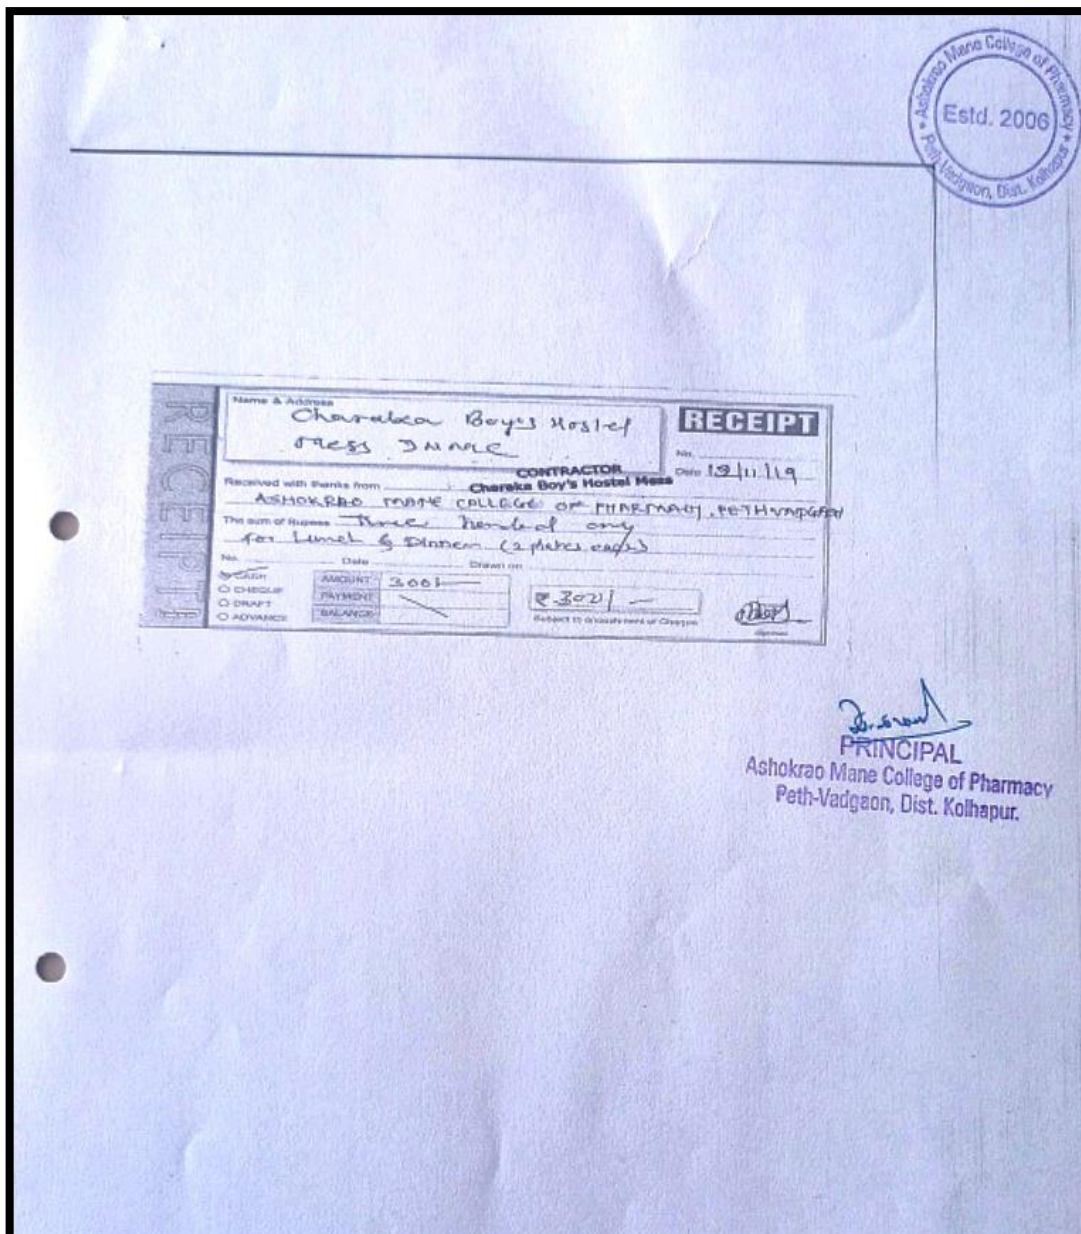 Ashokrao Mane College of Pharmacy
Peth-Vadgaon, Dist. Kolhapur
Estd. 2006
RECEIPT
Name & Address
Charaka Boy's Hostel
Mess
RECEIPT
No.
Date 19/11/19
CONTRACTOR
Charaka Boy's Hostel Mess
Received with thanks from
ASHOKRAO MANE COLLEGE OF PHARMACY, PETHVADGAON
The sum of Rupees Three hundred only
for Lunch & Dinner (2 plates each)
No. Date Drawn on
CASH
CHEQUE
DRAFT
ADVANCE
AMOUNT 300/-
PAYMENT
BALANCE
₹ 300/-
Subject to encashment of Cheque
PRINCIPAL
Ashokrao Mane College of Pharmacy
Peth-Vadgaon, Dist. Kolhapur.